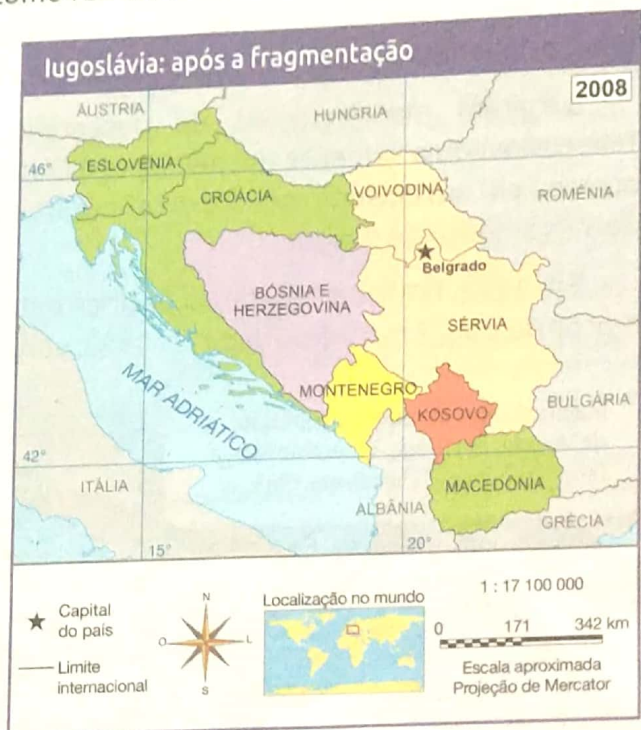 Iugoslávia: após a fragmentação
2008
ÁUSTRIA
HUNGRIA
46°
ESLOVÊNIA
CROÁCIA
VOIVODINA
ROMÊNIA
Belgrado
BÓSNIA E
HERZEGOVINA
SÉRVIA
MAR ADRIÁTICO
MONTENEGRO
KOSOVO
BULGÁRIA
42°
ITÁLIA
ALBÂNIA
MACEDÔNIA
GRÉCIA
15°
20°
Capital
do país
Limite
internacional
N
O
L
S
Localização no mundo
1 : 17 100 000
0 171 342 km
Escala aproximada
Projeção de Mercator